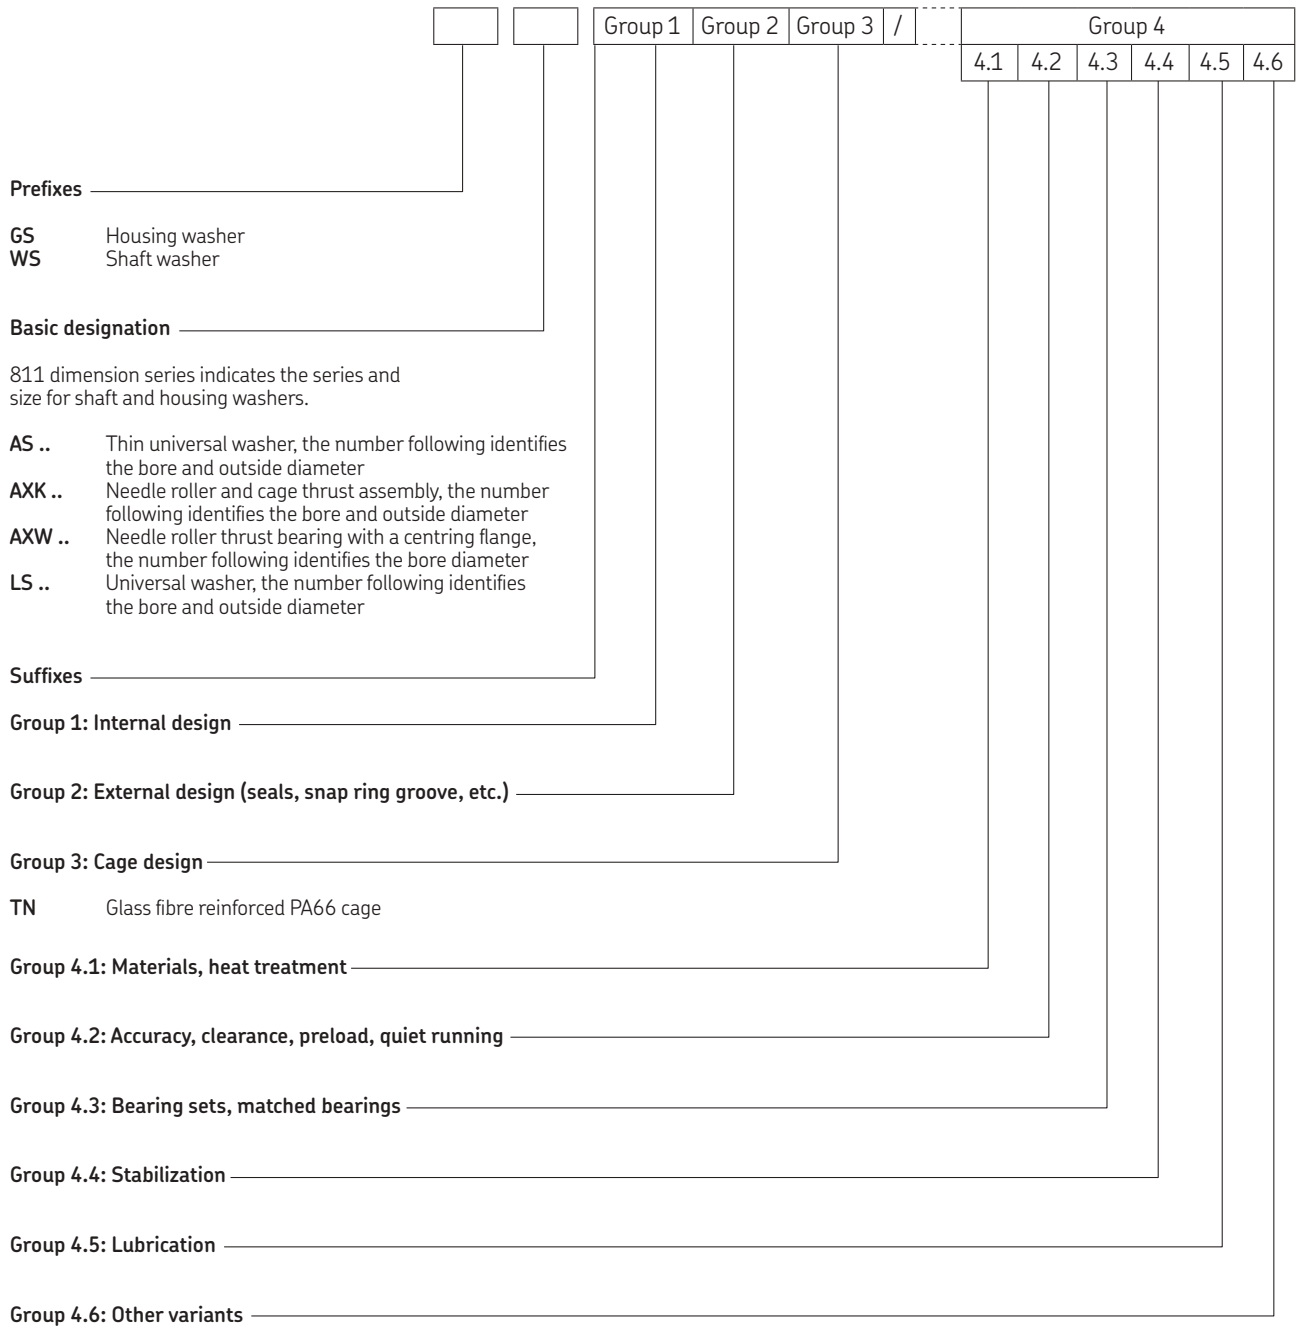 Group 1 Group 2 Group 3 / Group 4
4.1 4.2 4.3 4.4 4.5 4.6
Prefixes
GS Housing washer
WS Shaft washer
Basic designation
811 dimension series indicates the series and
size for shaft and housing washers.
AS .. Thin universal washer, the number following identifies
the bore and outside diameter
AXK .. Needle roller and cage thrust assembly, the number
following identifies the bore and outside diameter
AXW .. Needle roller thrust bearing with a centring flange,
the number following identifies the bore diameter
LS .. Universal washer, the number following identifies
the bore and outside diameter
Suffixes
Group 1: Internal design
Group 2: External design (seals, snap ring groove, etc.)
Group 3: Cage design
TN Glass fibre reinforced PA66 cage
Group 4.1: Materials, heat treatment
Group 4.2: Accuracy, clearance, preload, quiet running
Group 4.3: Bearing sets, matched bearings
Group 4.4: Stabilization
Group 4.5: Lubrication
Group 4.6: Other variants